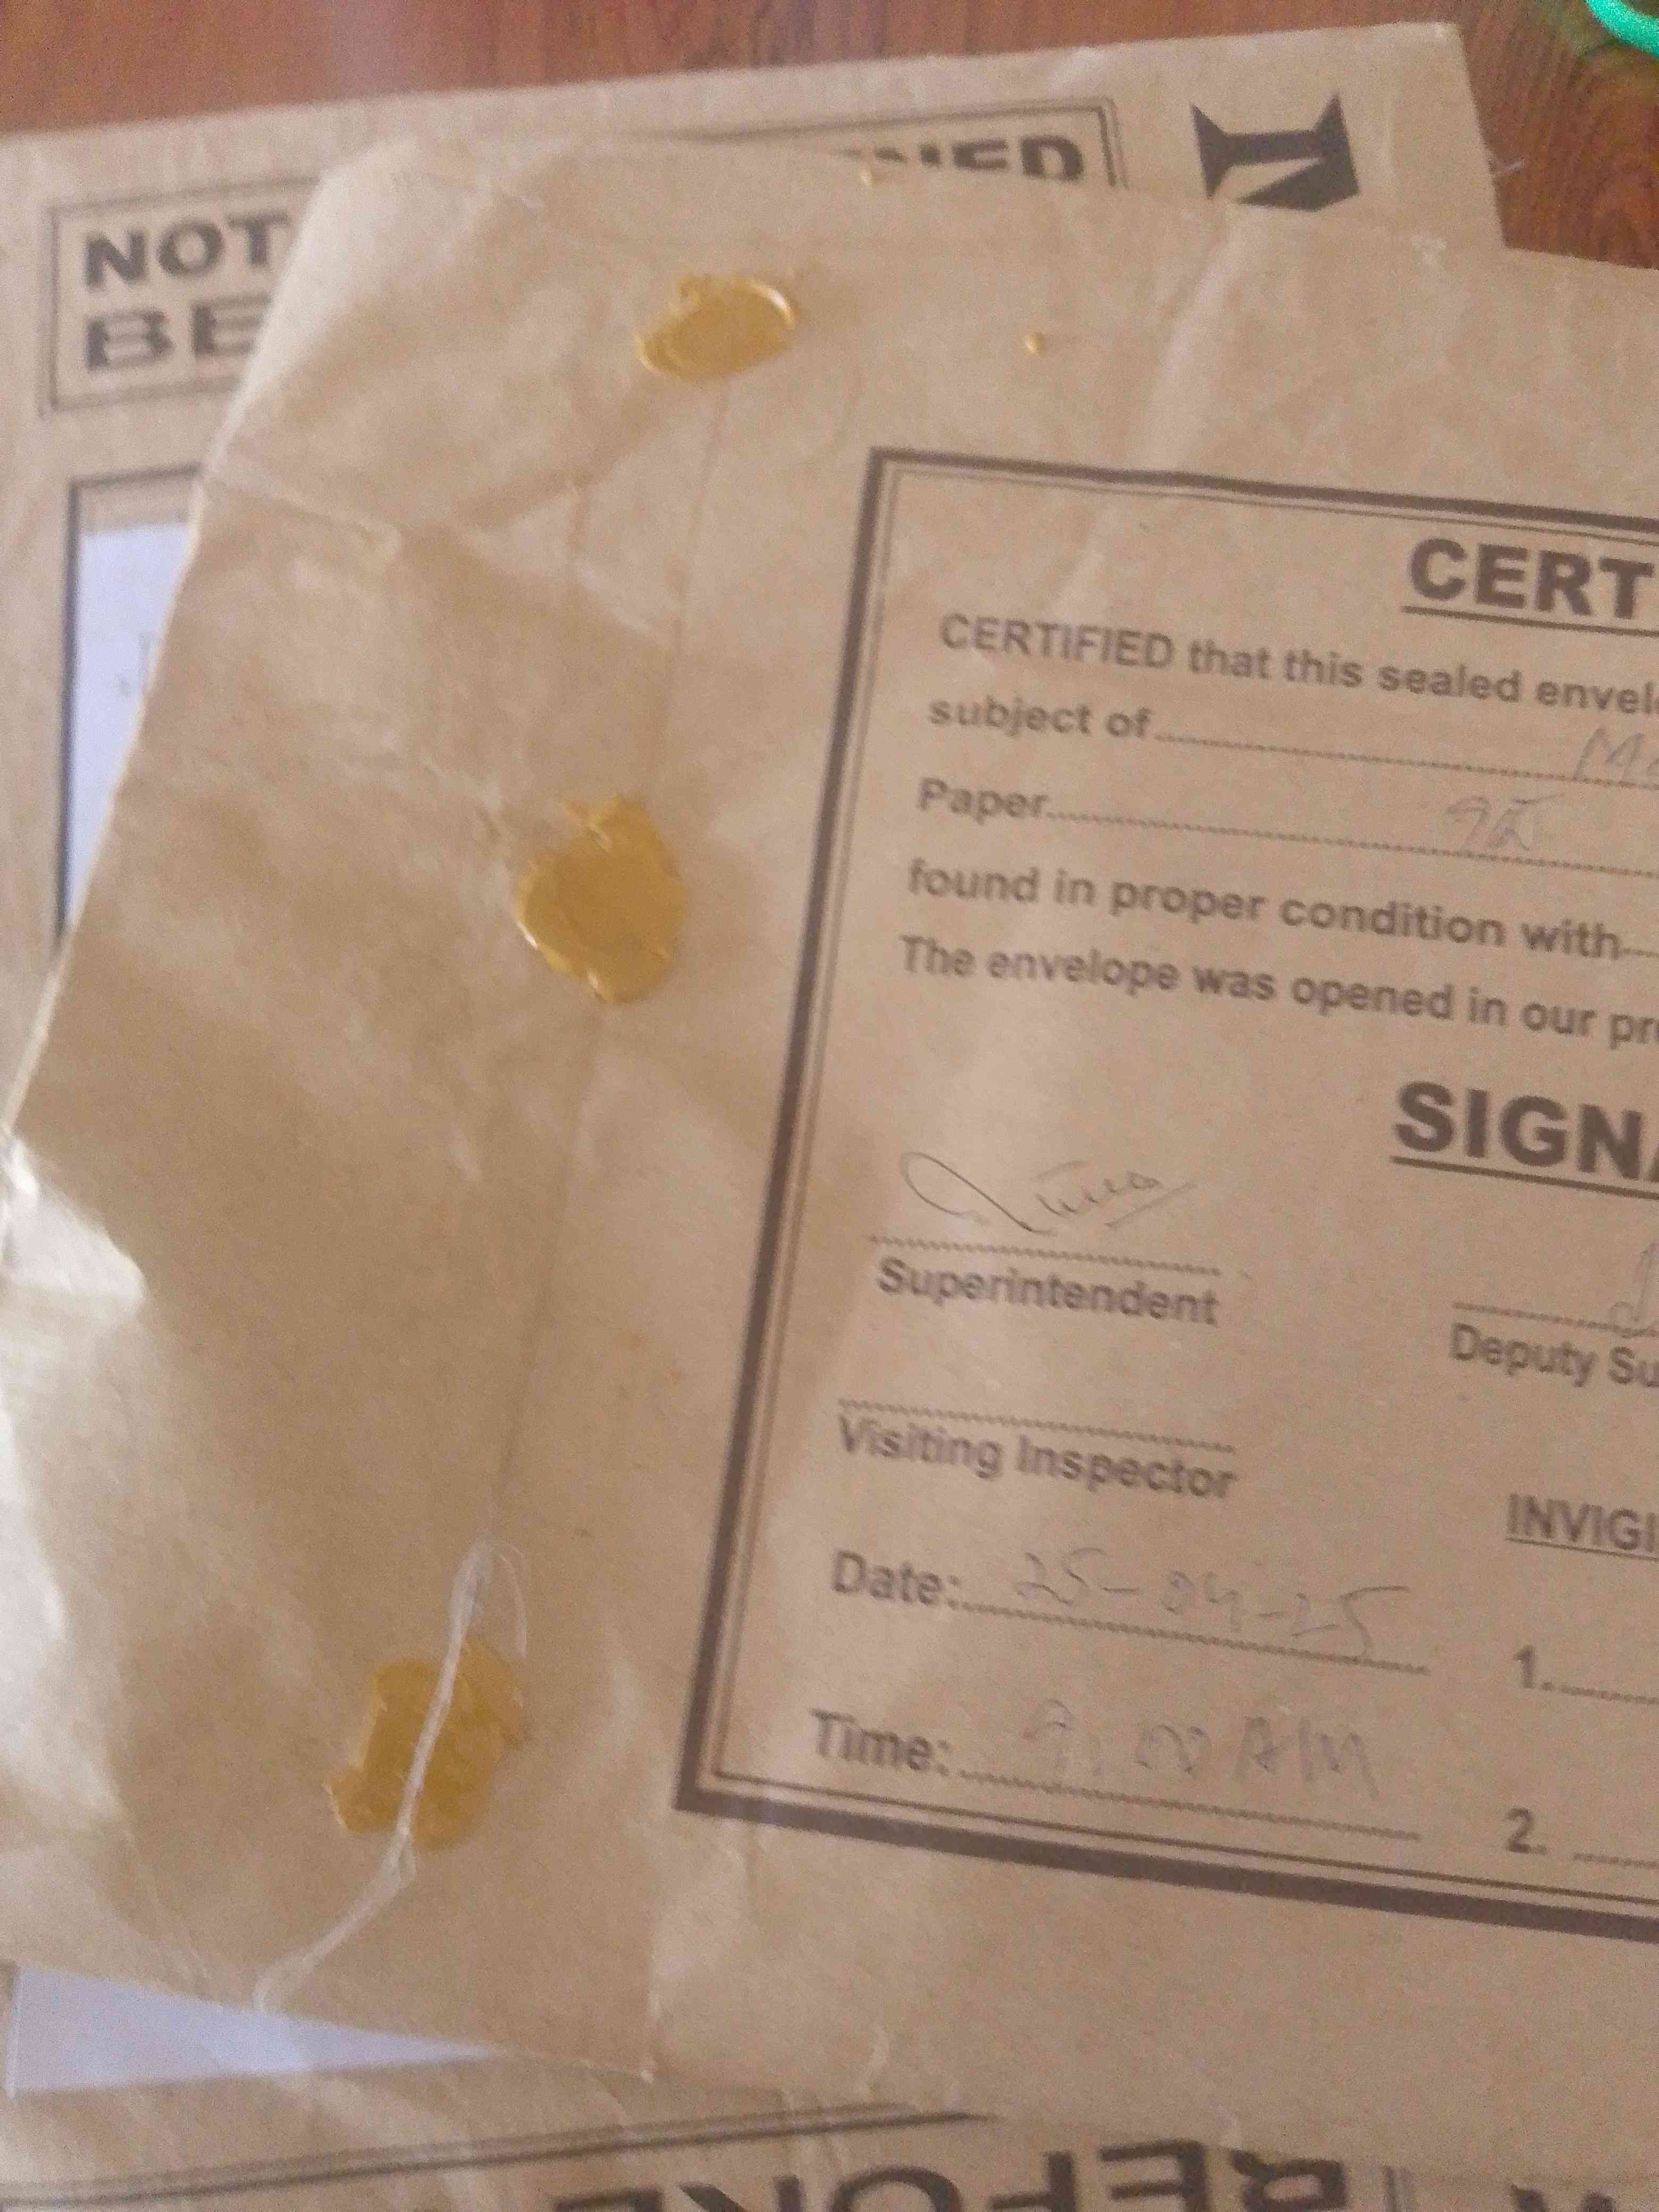 NOT
BE
CERT
CERTIFIED that this sealed envel
subject of
Paper
found in proper condition with
The envelope was opened in our pr
SIGNA
Superintendent
Deputy Su
Visiting Inspector
INVIGI
Date: 25-04-25
1.
Time: 9:00 AM
2.
BEFORE